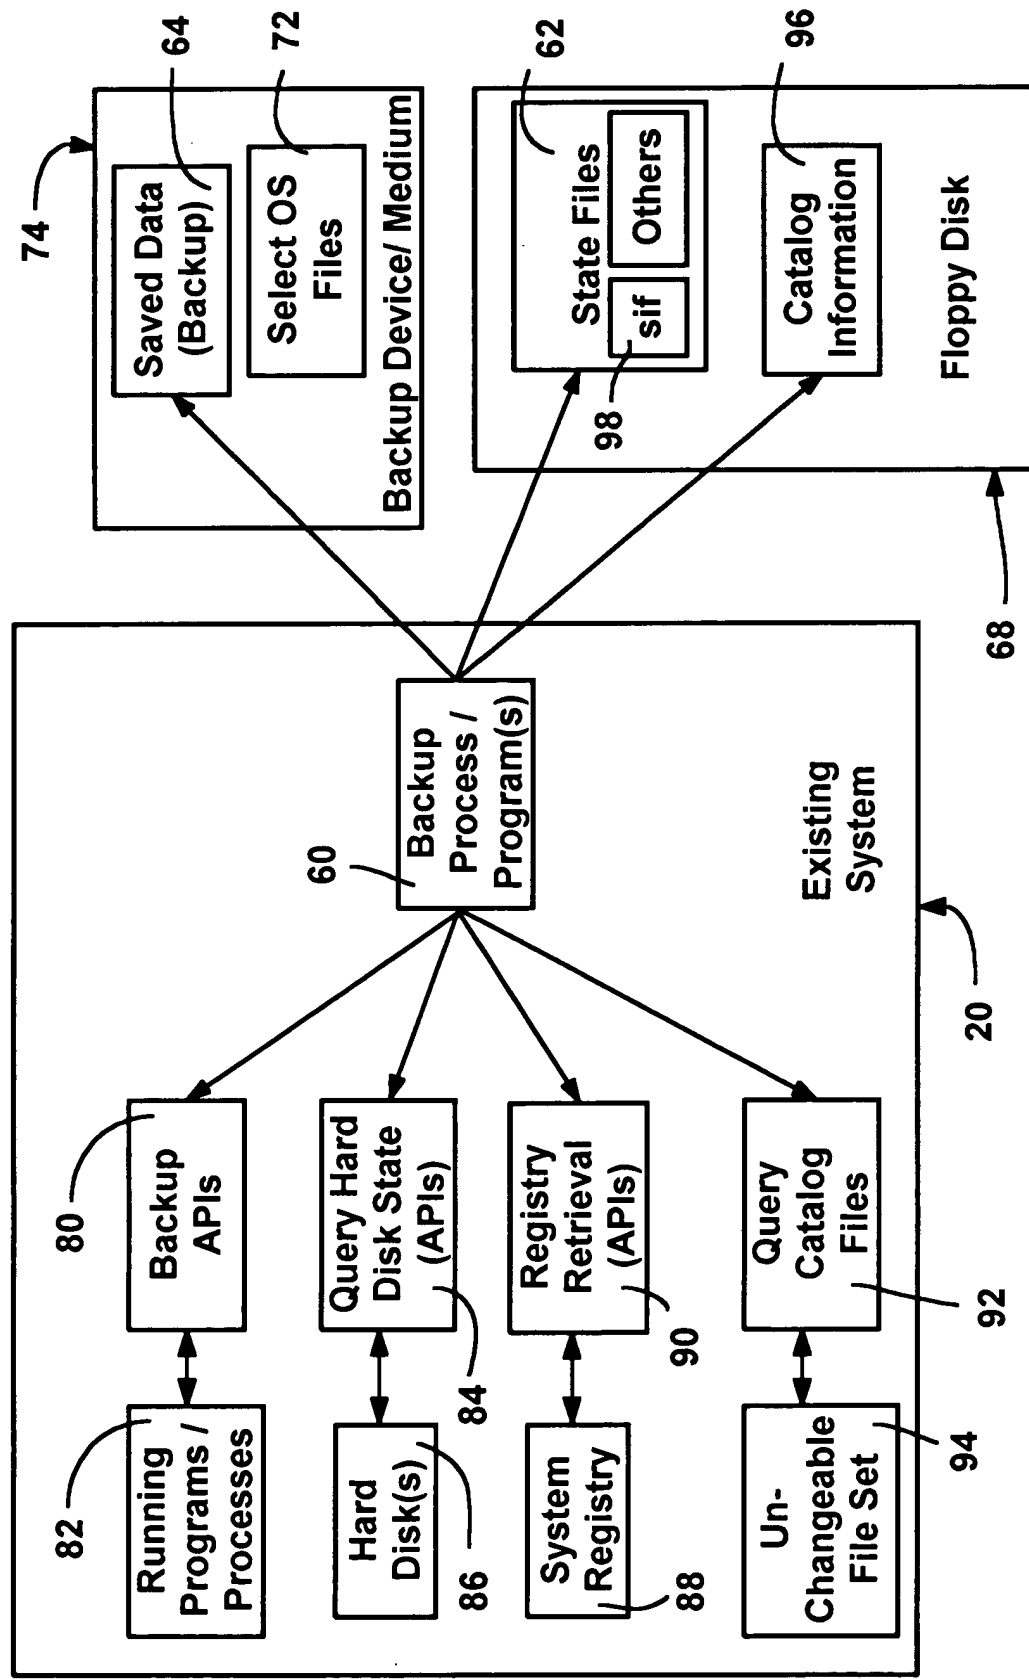 74
64
Saved Data
(Backup)
72
Select OS
Files
Backup Device/ Medium
62
State Files
98
sif
Others
96
Catalog
Information
Floppy Disk
68
60
Backup
Process /
Program(s)
82
Running
Programs /
Processes
80
Backup
APIs
Hard
Disk(s)
86
Query Hard
Disk State
(APIs)
84
System
Registry
88
Registry
Retrieval
(APIs)
90
Un-
Changeable
File Set
94
Query
Catalog
Files
92
Existing
System
20